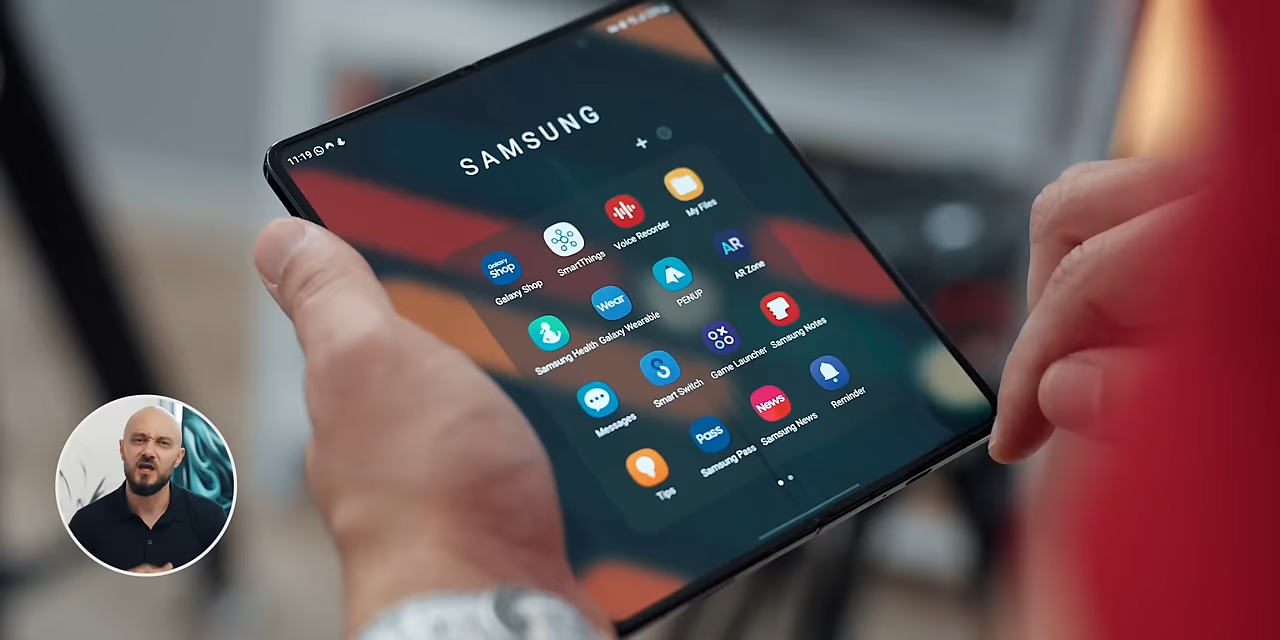 11:19
SAMSUNG
Galaxy Shop
Galaxy Shop
SmartThings
Voice Recorder
My Files
Samsung Health
Wear
Galaxy Wearable
PENUP
AR
AR Zone
Messages
Smart Switch
Game Launcher
Samsung Notes
Tips
Pass
Samsung Pass
News
Samsung News
Reminder